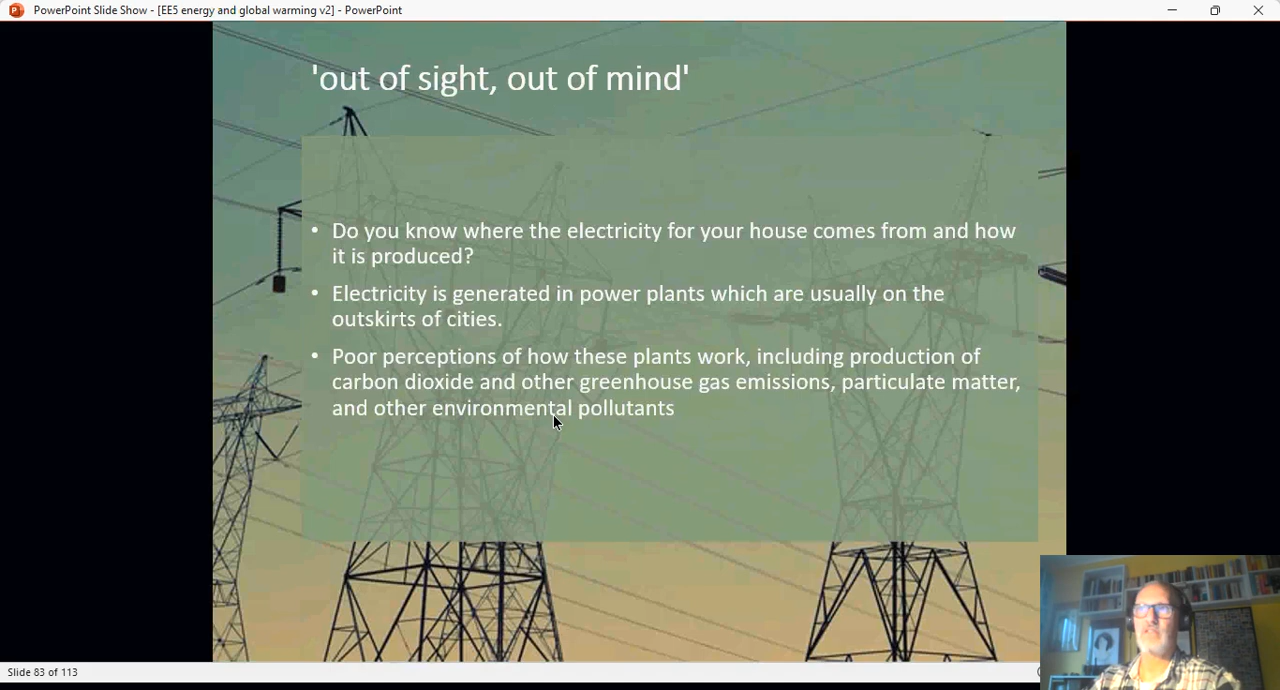 PowerPoint Slide Show - [EE5 energy and global warming v2] - PowerPoint
'out of sight, out of mind'
• Do you know where the electricity for your house comes from and how
it is produced?
• Electricity is generated in power plants which are usually on the
outskirts of cities.
• Poor perceptions of how these plants work, including production of
carbon dioxide and other greenhouse gas emissions, particulate matter,
and other environmental pollutants
Slide 83 of 113